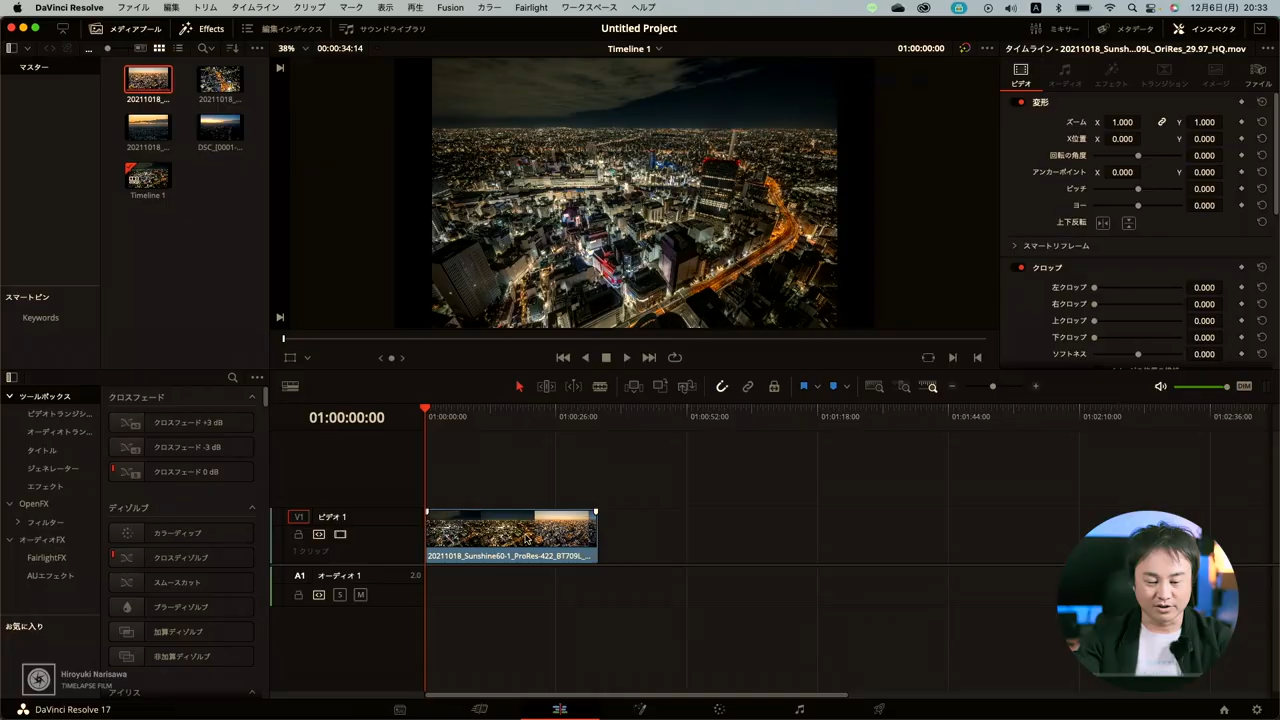 DaVinci Resolve ファイル 編集 トリム タイムライン クリップ マーク 表示 再生 Fusion カラー Fairlight ワークスペース ヘルプ
12月6日(月) 20:33
メディアプール Effects 編集インデックス サウンドライブラリ
Untitled Project
ミキサー メタデータ インスペクタ
38% 00:00:34:14
Timeline 1
01:00:00:00
タイムライン - 20211018_Sunsh...09L_OriRes_29.97_HQ.mov
マスター
20211018_...
20211018_...
20211018_...
DSC_[0001-...
Timeline 1
スマートビン
Keywords
ビデオ オーディオ エフェクト トランジション イメージ ファイル
変形
ズーム X 1.000 Y 1.000
X位置 0.000 Y 0.000
回転の角度 0.000
アンカーポイント X 0.000 Y 0.000
ピッチ 0.000
ヨー 0.000
上下反転
スマートリフレーム
クロップ
左クロップ 0.000
右クロップ 0.000
上クロップ 0.000
下クロップ 0.000
ソフトネス 0.000
ツールボックス
ビデオトランジシ...
オーディオトラン...
タイトル
ジェネレーター
エフェクト
OpenFX
フィルター
オーディオFX
FairlightFX
AUエフェクト
お気に入り
クロスフェード
クロスフェード +3 dB
クロスフェード -3 dB
クロスフェード 0 dB
ディゾルブ
カラーディップ
クロスディゾルブ
スムースカット
ブラーディゾルブ
加算ディゾルブ
非加算ディゾルブ
アイリス
DIM
01:00:00:00
01:00:00:00 01:00:26:00 01:00:52:00 01:01:18:00 01:01:44:00 01:02:10:00 01:02:36:00
V1 ビデオ 1
1 クリップ
20211018_Sunshine60-1_ProRes-422_BT709L_...
A1 オーディオ 1 2.0
S M
Hiroyuki Narisawa
TIMELAPSE FILM
DaVinci Resolve 17